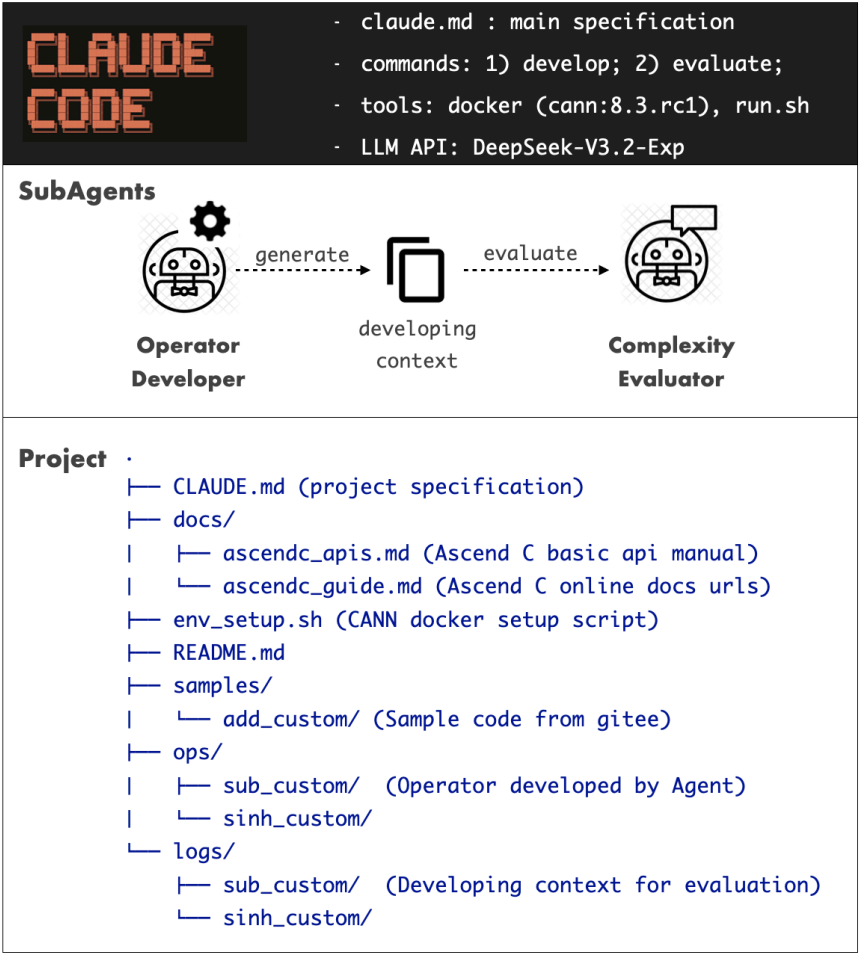 CLAUDE
CODE
- claude.md : main specification
- commands: 1) develop; 2) evaluate;
- tools: docker (cann:8.3.rc1), run.sh
- LLM API: DeepSeek-V3.2-Exp
SubAgents
generate
evaluate
developing
context
Operator
Developer
Complexity
Evaluator
Project .
├── CLAUDE.md (project specification)
├── docs/
|   ├── ascendc_apis.md (Ascend C basic api manual)
|   └── ascendc_guide.md (Ascend C online docs urls)
├── env_setup.sh (CANN docker setup script)
├── README.md
├── samples/
|   └── add_custom/ (Sample code from gitee)
├── ops/
|   ├── sub_custom/  (Operator developed by Agent)
|   └── sinh_custom/
└── logs/
    ├── sub_custom/  (Developing context for evaluation)
    └── sinh_custom/